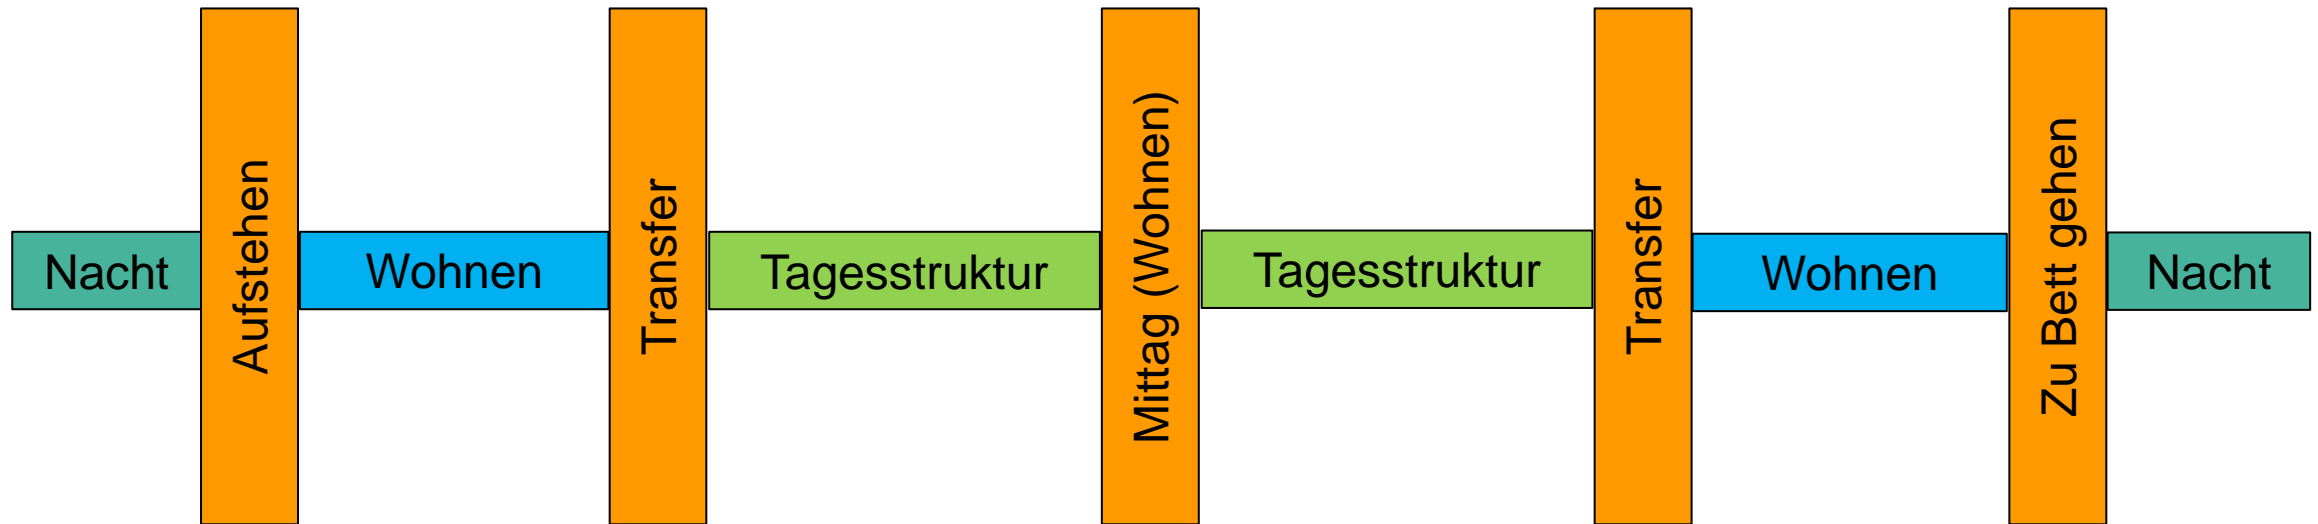 Nacht
Aufstehen
Wohnen
Transfer
Tagesstruktur
Mittag (Wohnen)
Tagesstruktur
Transfer
Wohnen
Zu Bett gehen
Nacht